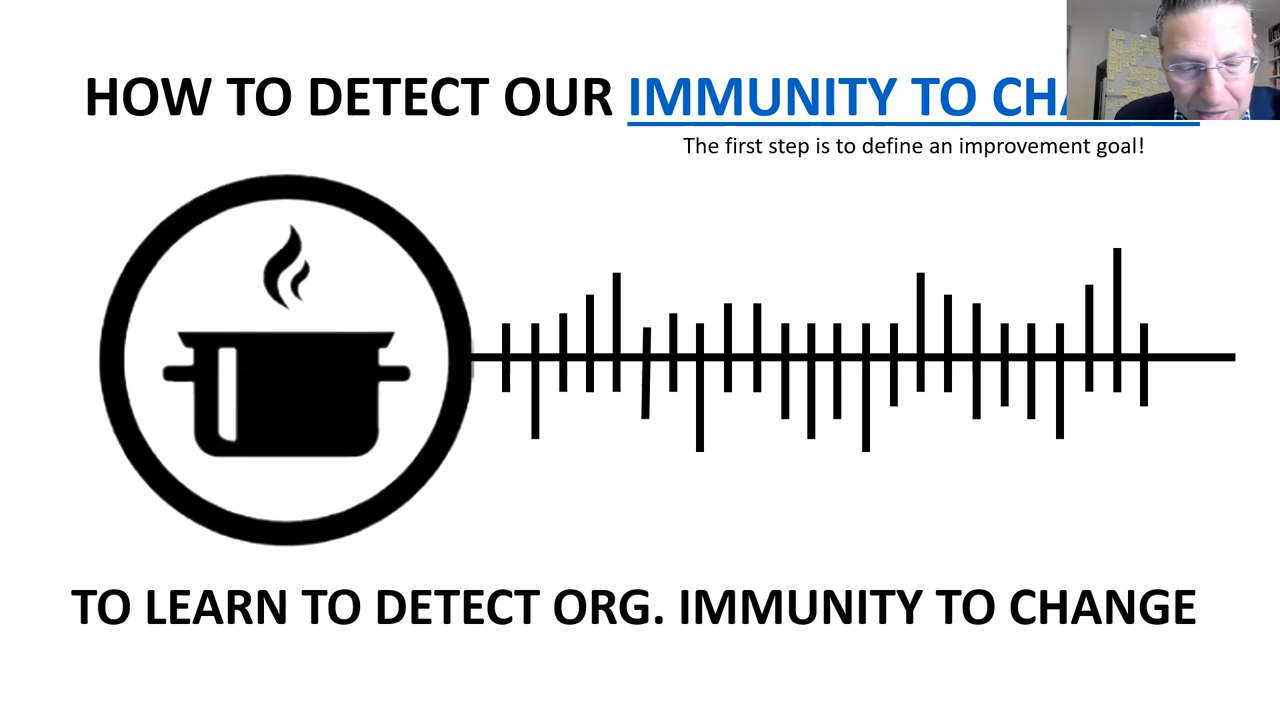 HOW TO DETECT OUR IMMUNITY TO
The first step is to define an improvement goal!
TO LEARN TO DETECT ORG. IMMUNITY TO CHANGE